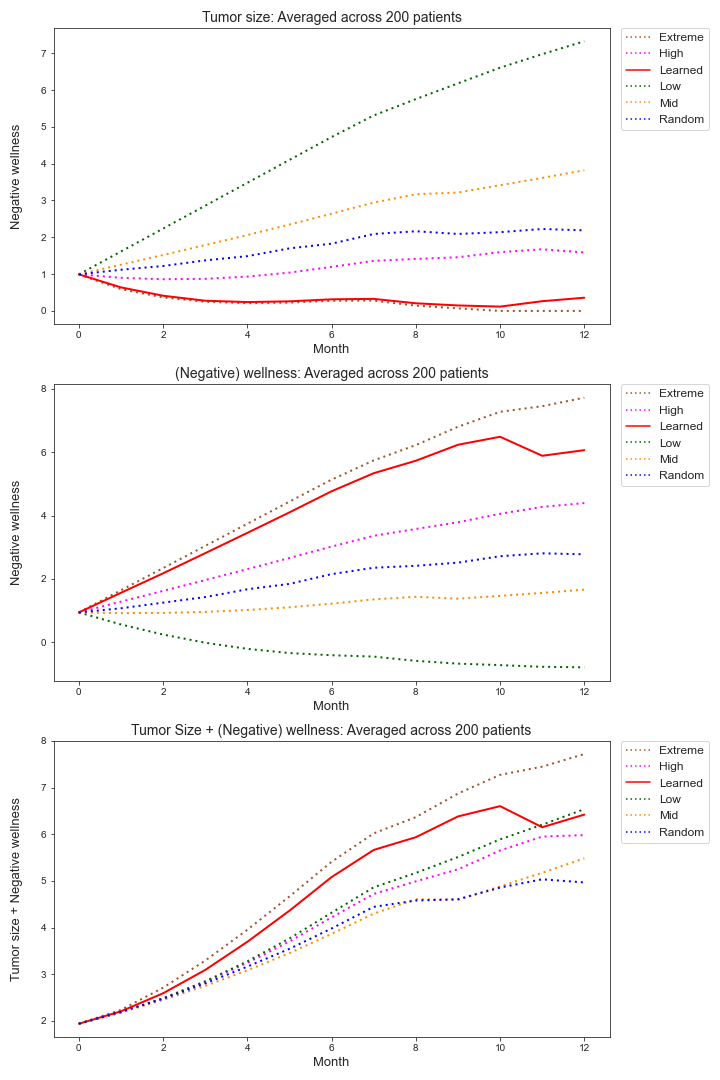 Tumor size: Averaged across 200 patients
Negative wellness
7
6
5
4
3
2
1
0
0 2 4 6 8 10 12
Month
Extreme
High
Learned
Low
Mid
Random
(Negative) wellness: Averaged across 200 patients
Negative wellness
8
6
4
2
0
0 2 4 6 8 10 12
Month
Extreme
High
Learned
Low
Mid
Random
Tumor Size + (Negative) wellness: Averaged across 200 patients
Tumor size + Negative wellness
8
7
6
5
4
3
2
0 2 4 6 8 10 12
Month
Extreme
High
Learned
Low
Mid
Random